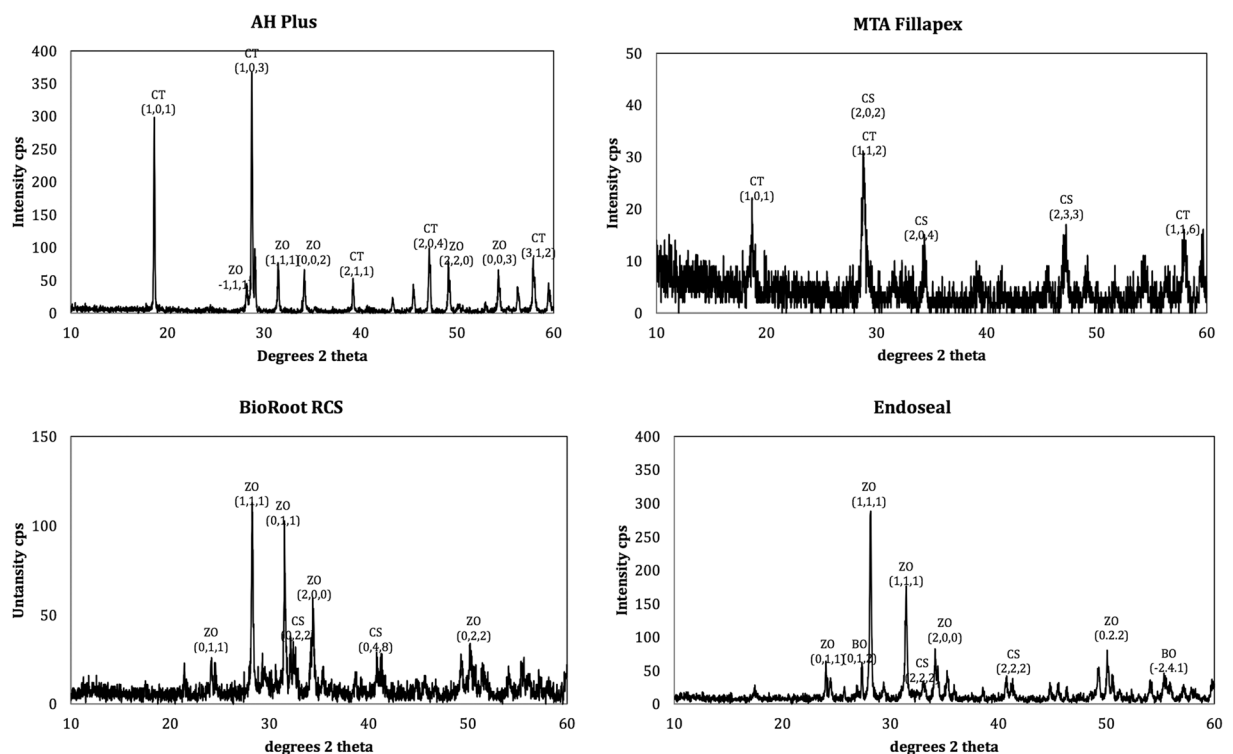 AH Plus
400
350
300
250
200
150
100
50
0
Intensity cps
CT
(1,0,1)
CT
(1,0,3)
ZO
-1,1,1
ZO
(1,1,1)
ZO
(0,0,2)
CT
(2,1,1)
CT
(2,0,4)
ZO
(2,2,0)
ZO
(0,0,3)
CT
(3,1,2)
10 20 30 40 50 60
Degrees 2 theta
MTA Fillapex
50
40
30
20
10
0
Intensity cps
CT
(1,0,1)
CS
(2,0,2)
CT
(1,1,2)
CS
(2,0,4)
CS
(2,3,3)
CT
(1,1,6)
10 20 30 40 50 60
degrees 2 theta
BioRoot RCS
150
100
50
0
Untansity cps
ZO
(0,1,1)
ZO
(1,1,1)
ZO
(0,1,1)
CS
(0,2,2)
ZO
(2,0,0)
CS
(0,4,8)
ZO
(0,2,2)
10 20 30 40 50 60
degrees 2 theta
Endoseal
400
350
300
250
200
150
100
50
0
Intensity cps
ZO
(0,1,1)
BO
(0,1,2)
ZO
(1,1,1)
ZO
(1,1,1)
CS
(2,2,2)
ZO
(2,0,0)
CS
(2,2,2)
ZO
(0.2.2)
BO
(-2,4.1)
10 20 30 40 50 60
degrees 2 theta